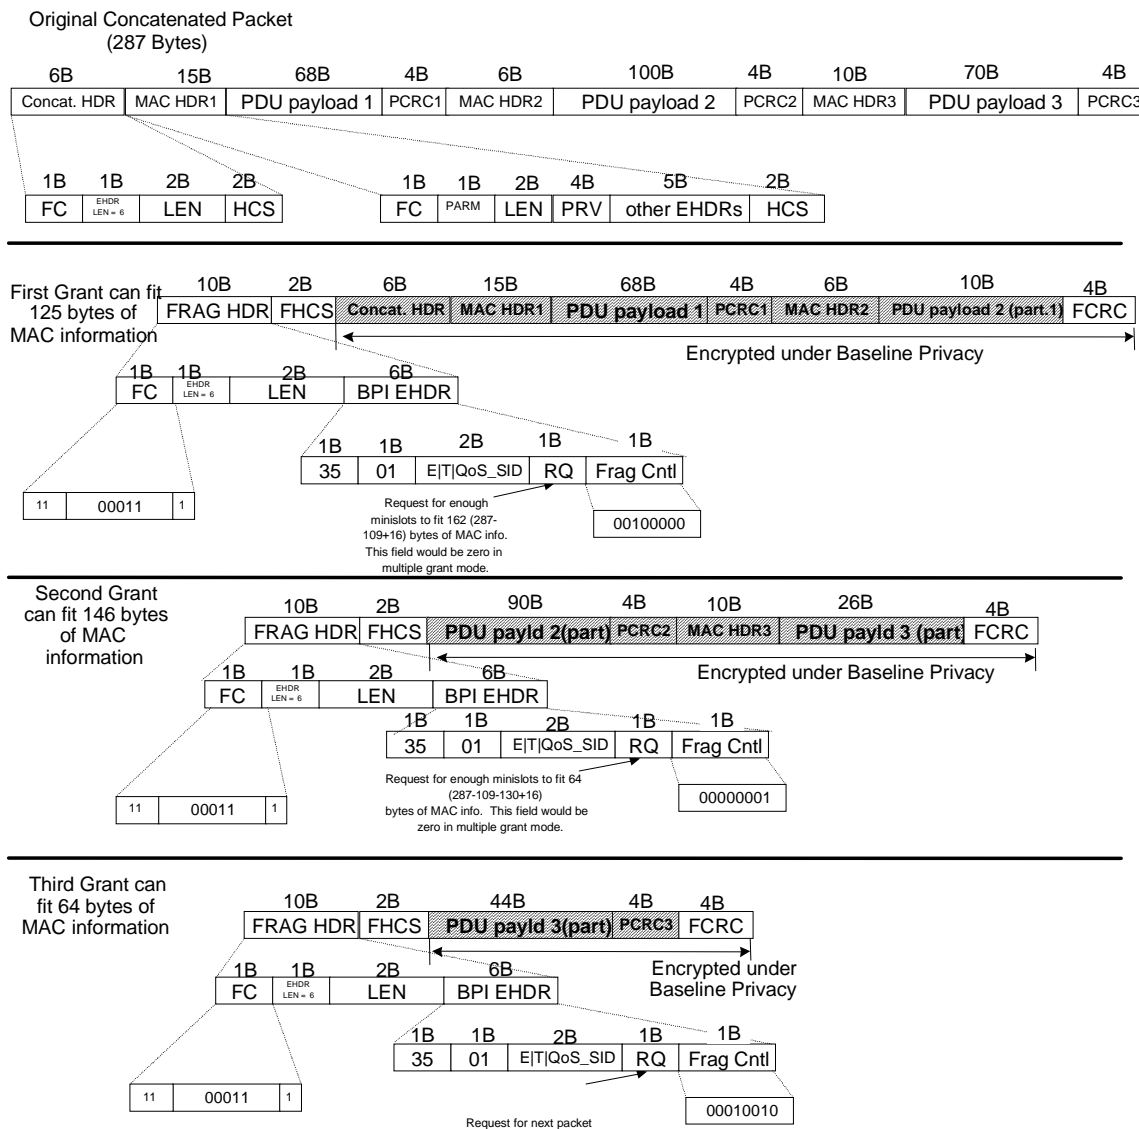 Original Concatenated Packet
(287 Bytes)
6B 15B 68B 4B 6B 100B 4B 10B 70B 4B
Concat. HDR MAC HDR1 PDU payload 1 PCRC1 MAC HDR2 PDU payload 2 PCRC2 MAC HDR3 PDU payload 3 PCRC3
1B 1B 2B 2B 1B 1B 2B 4B 5B 2B
FC EHDR LEN = 6 LEN HCS FC PARM LEN PRV other EHDRs HCS
First Grant can fit
125 bytes of
MAC information
10B 2B 6B 15B 68B 4B 6B 10B 4B
FRAG HDR FHCS Concat. HDR MAC HDR1 PDU payload 1 PCRC1 MAC HDR2 PDU payload 2 (part.1) FCRC
Encrypted under Baseline Privacy
1B 1B 2B 6B
FC EHDR LEN = 6 LEN BPI EHDR
1B 1B 2B 1B 1B
35 01 E|T|QoS_SID RQ Frag Cntl
11 00011 1
Request for enough
minislots to fit 162 (287-
109+16) bytes of MAC info.
This field would be zero in
multiple grant mode.
00100000
Second Grant
can fit 146 bytes
of MAC
information
10B 2B 90B 4B 10B 26B 4B
FRAG HDR FHCS PDU payld 2(part) PCRC2 MAC HDR3 PDU payld 3 (part) FCRC
Encrypted under Baseline Privacy
1B 1B 2B 6B
FC EHDR LEN = 6 LEN BPI EHDR
1B 1B 2B 1B 1B
35 01 E|T|QoS_SID RQ Frag Cntl
Request for enough minislots to fit 64
(287-109-130+16)
bytes of MAC info. This field would be
zero in multiple grant mode.
00000001
11 00011 1
Third Grant can
fit 64 bytes of
MAC information
10B 2B 44B 4B 4B
FRAG HDR FHCS PDU payld 3(part) PCRC3 FCRC
Encrypted under
Baseline Privacy
1B 1B 2B 6B
FC EHDR LEN = 6 LEN BPI EHDR
1B 1B 2B 1B 1B
35 01 E|T|QoS_SID RQ Frag Cntl
11 00011 1
00010010
Request for next packet